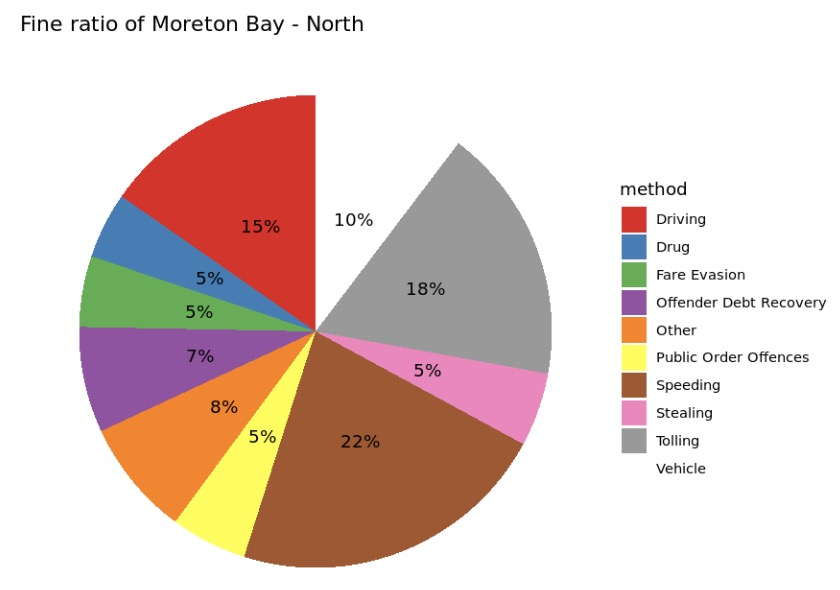 Fine ratio of Moreton Bay - North
10%
15%
18%
5%
5%
5%
7%
8%
5%
22%
method
Driving
Drug
Fare Evasion
Offender Debt Recovery
Other
Public Order Offences
Speeding
Stealing
Tolling
Vehicle